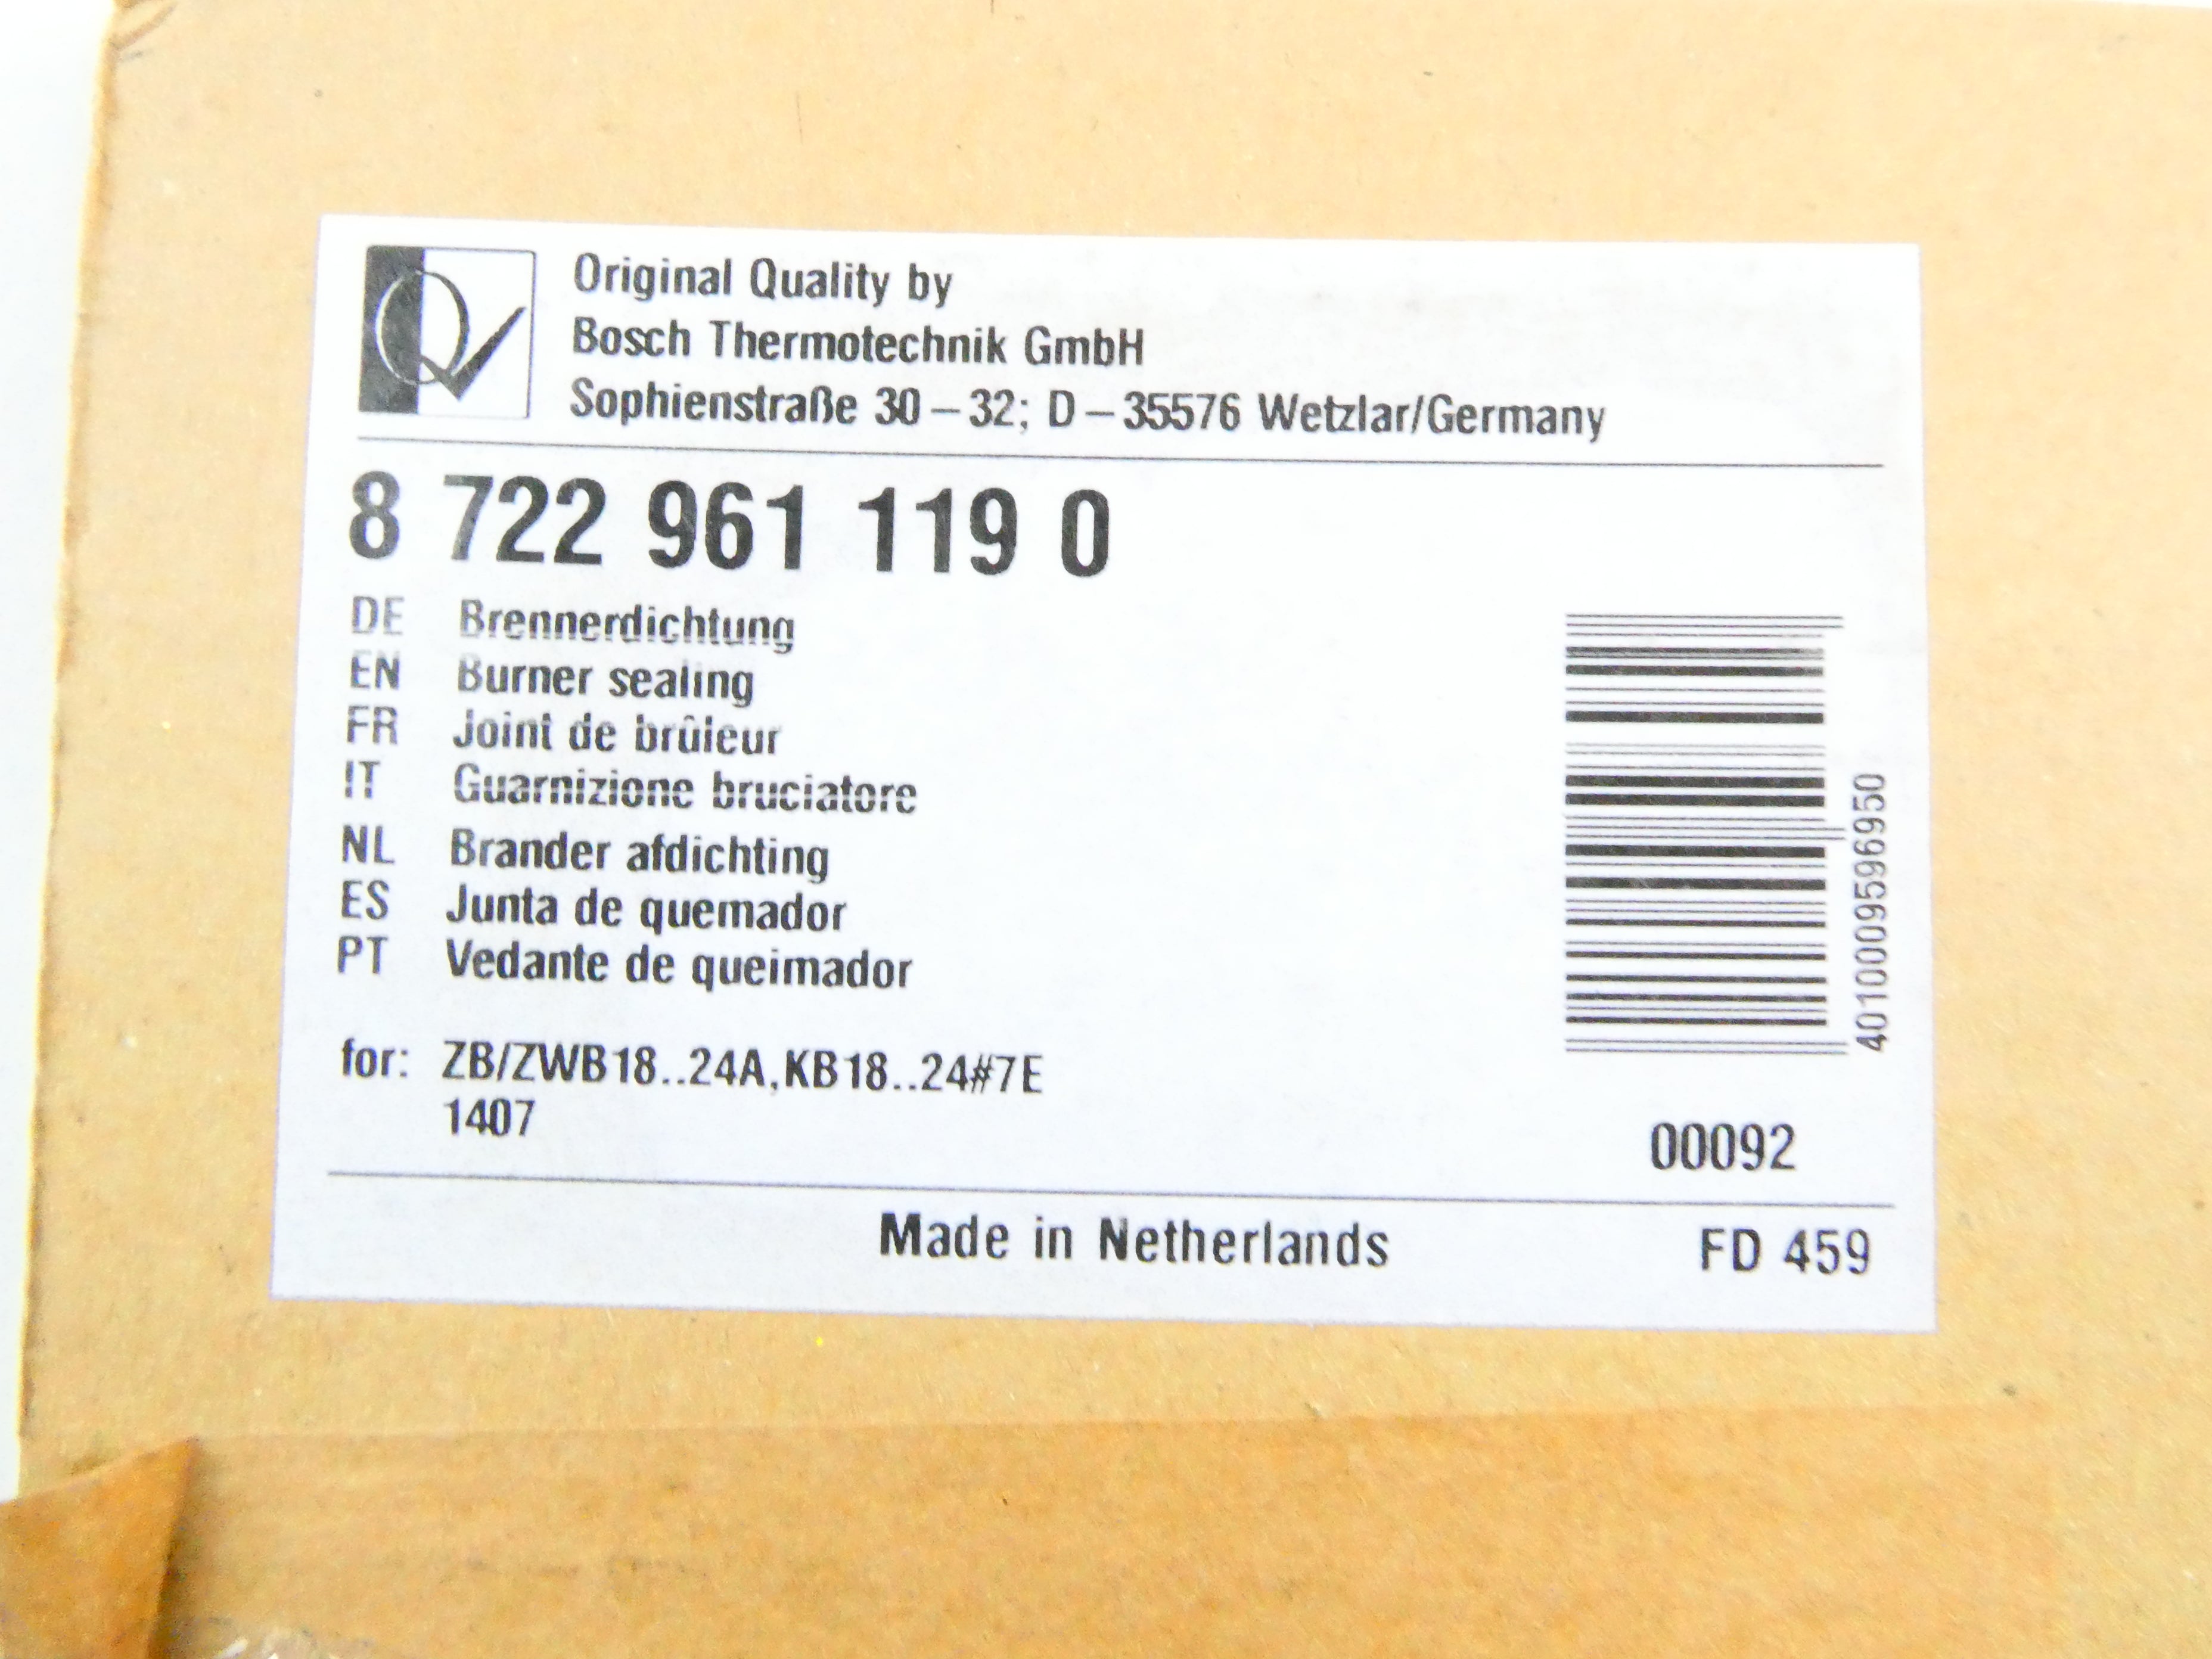 Original Quality by
Bosch Thermotechnik GmbH
Sophienstraße 30 – 32; D – 35576 Wetzlar/Germany
8 722 961 119 0
DE Brennerdichtung
EN Burner sealing
FR Joint de brûleur
IT Guarnizione bruciatore
NL Brander afdichting
ES Junta de quemador
PT Vedante de queimador
for: ZB/ZWB18..24A,KB18..24#7E
1407
4010009596950
00092
Made in Netherlands FD 459